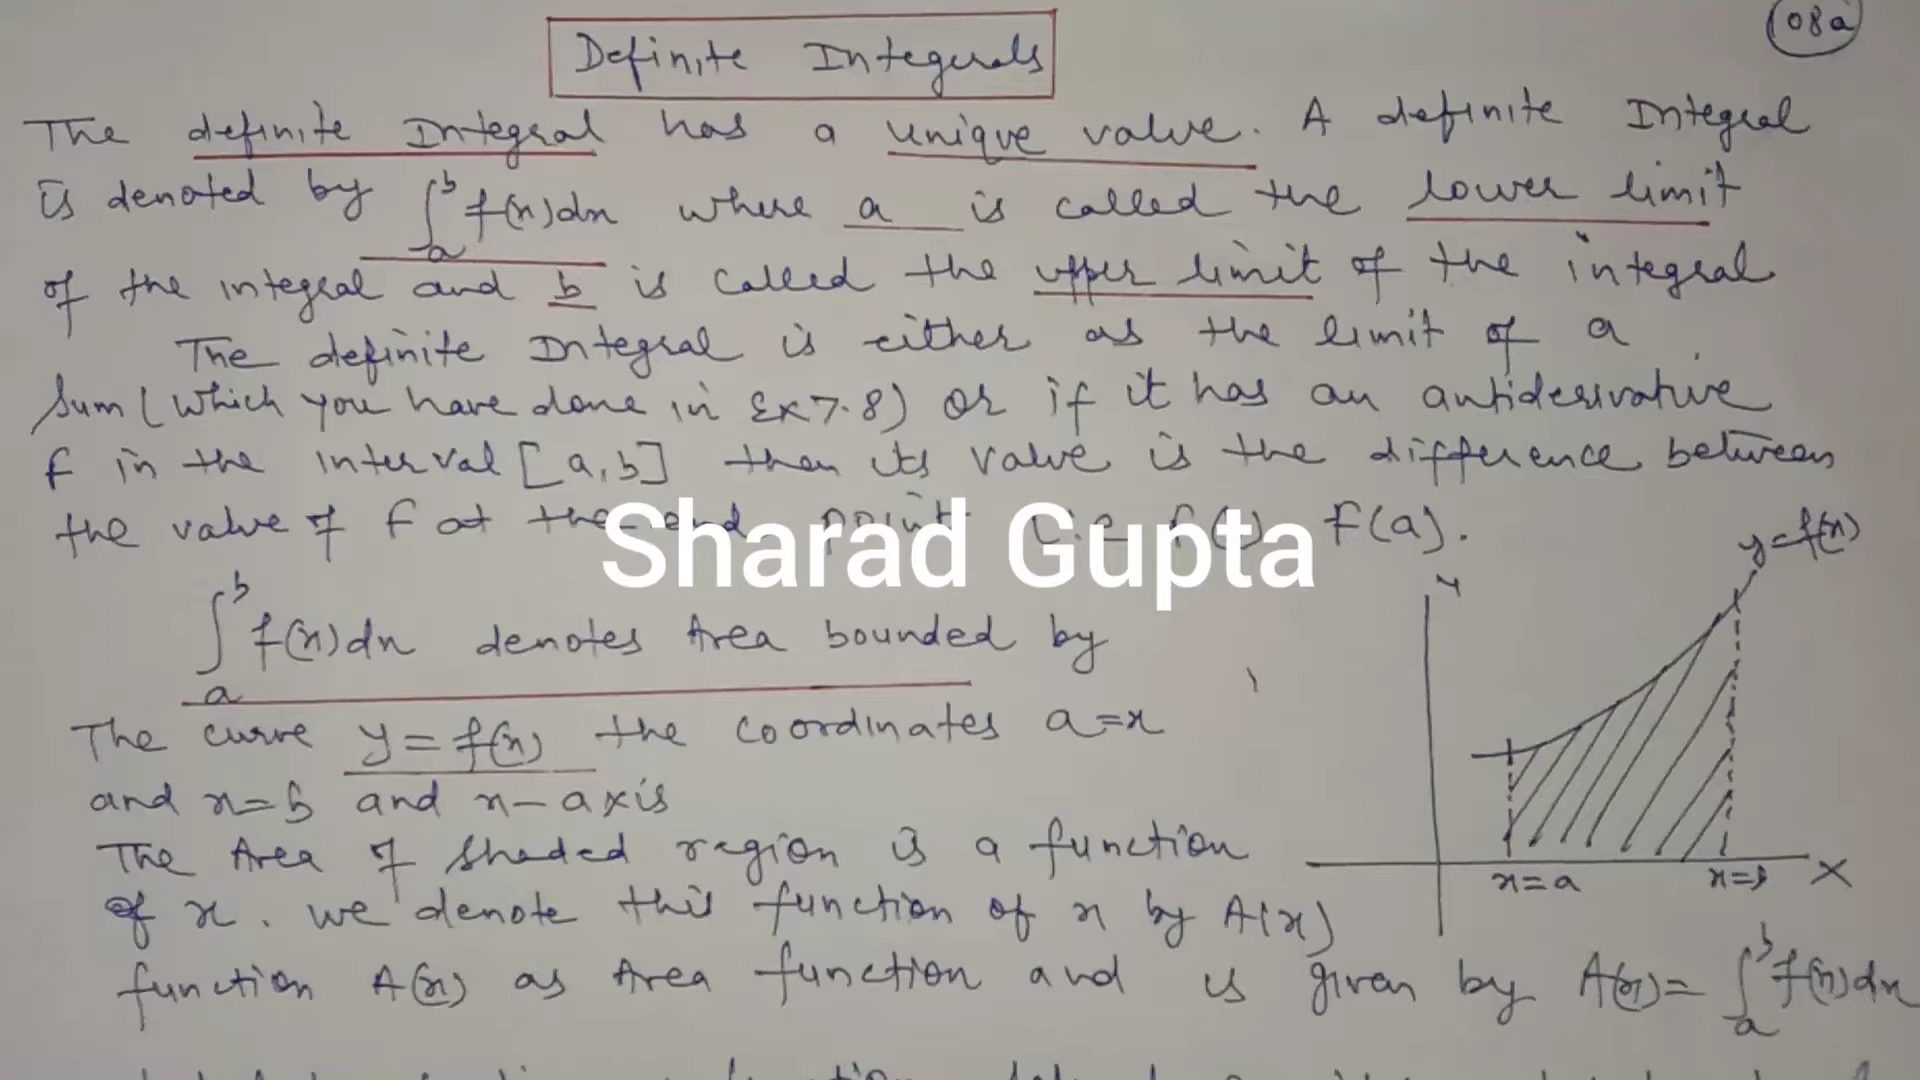 08a
Definite Integrals
The definite Integral has a unique value. A definite Integral
is denoted by ∫_a^b f(x)dx where a is called the lower limit
of the integral and b is called the upper limit of the integral
The definite Integral is either as the limit of a
Sum (which you have done in Ex 7.8) or if it has an antiderivative
F in the interval [a,b] then its value is the difference between
the value of F at the end points F(a).
Sharad Gupta
∫_a^b f(x)dx denotes Area bounded by
The curve y=f(x) the coordinates a=x
and x=b and x-axis
The Area of shaded region is a function
of x. we denote this function of x by A(x)
function A(x) as Area function and is given by A(x)= ∫_a^b f(x)dx
y=f(x)
Y
x=a x=b X